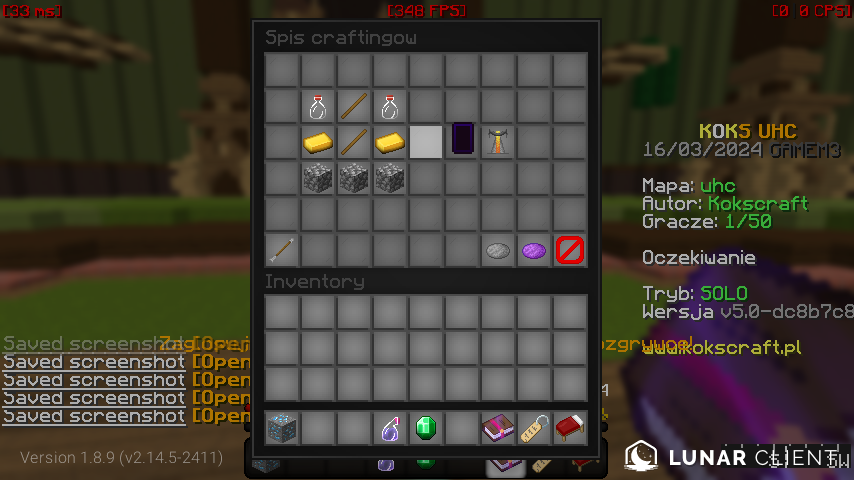 [33 ms]
[348 FPS]
[0 0 CPS]
Spis craftingow
KOKS UHC
16/03/2024 GAMEM3
Mapa: uhc
Autor: Kokscraft
Gracze: 1/50
Oczekiwanie
Inventory
Tryb: SOLO
Wersja v5.0-dc8b7c8
Saved screenshot [Open
www.kokscraft.pl
Saved screenshot [Open
Saved screenshot [Open
Saved screenshot [Open
Saved screenshot [Open
Version 1.8.9 (v2.14.5-2411)
LUNAR CLIENT